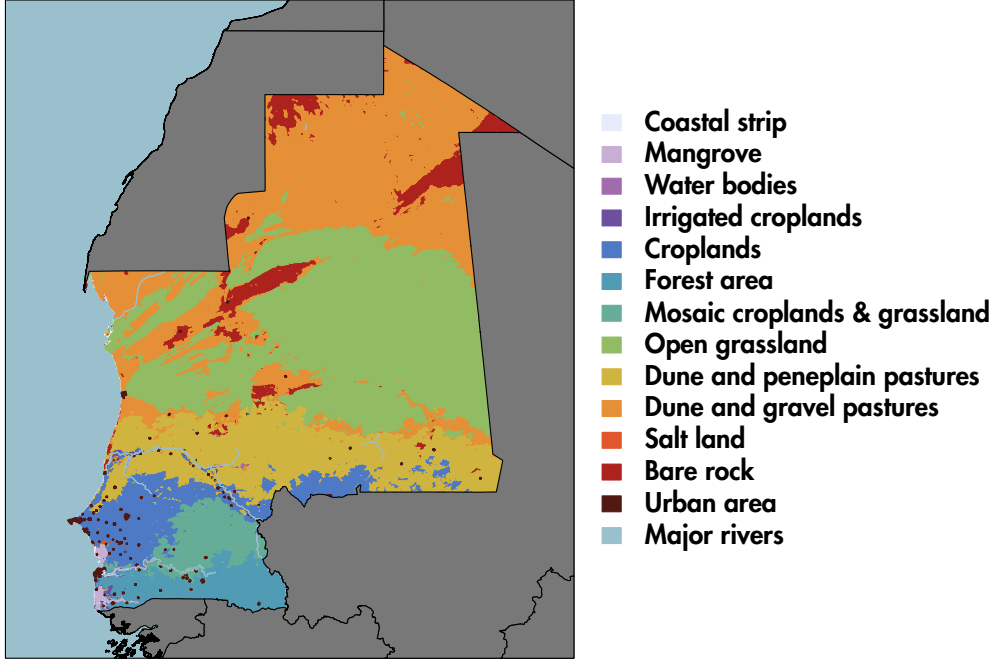 Coastal strip
Mangrove
Water bodies
Irrigated croplands
Croplands
Forest area
Mosaic croplands & grassland
Open grassland
Dune and peneplain pastures
Dune and gravel pastures
Salt land
Bare rock
Urban area
Major rivers